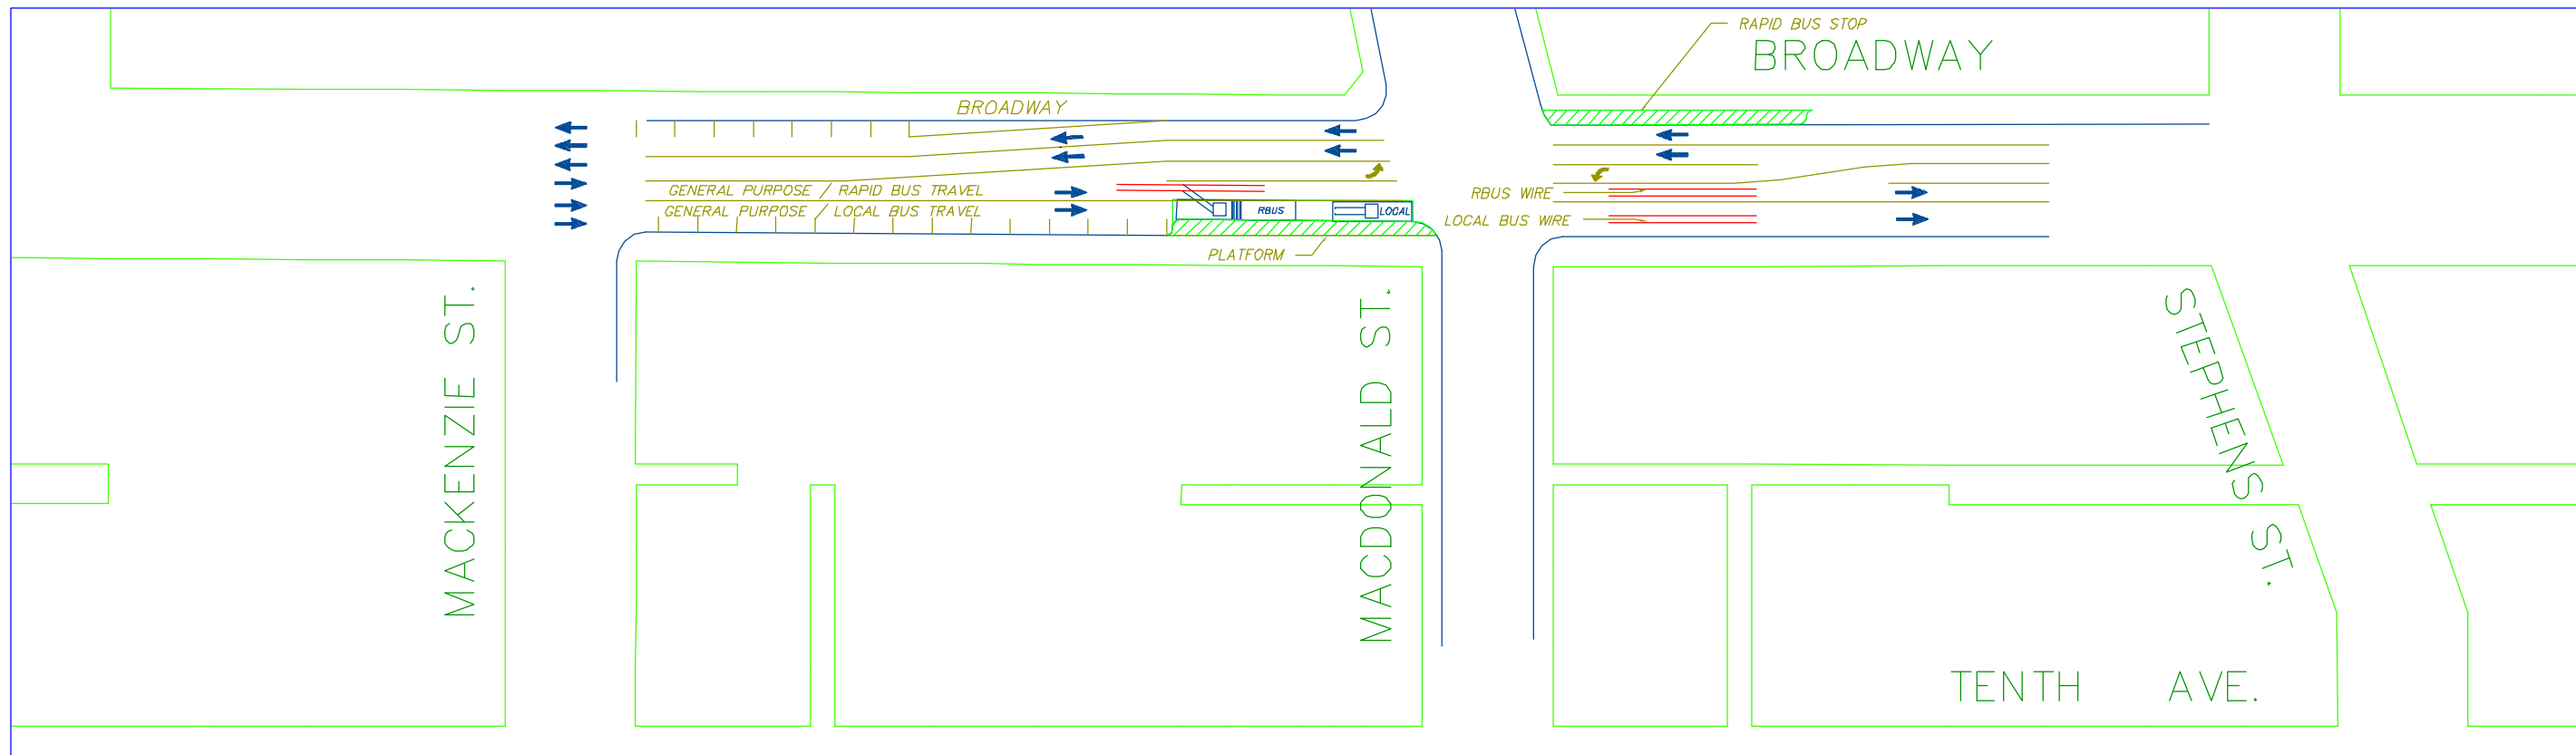 RAPID BUS STOP
BROADWAY
BROADWAY
GENERAL PURPOSE / RAPID BUS TRAVEL
RBUS WIRE
GENERAL PURPOSE / LOCAL BUS TRAVEL
RBUS
LOCAL
LOCAL BUS WIRE
PLATFORM
MACKENZIE ST.
MACDONALD ST.
STEPHENS ST.
TENTH AVE.